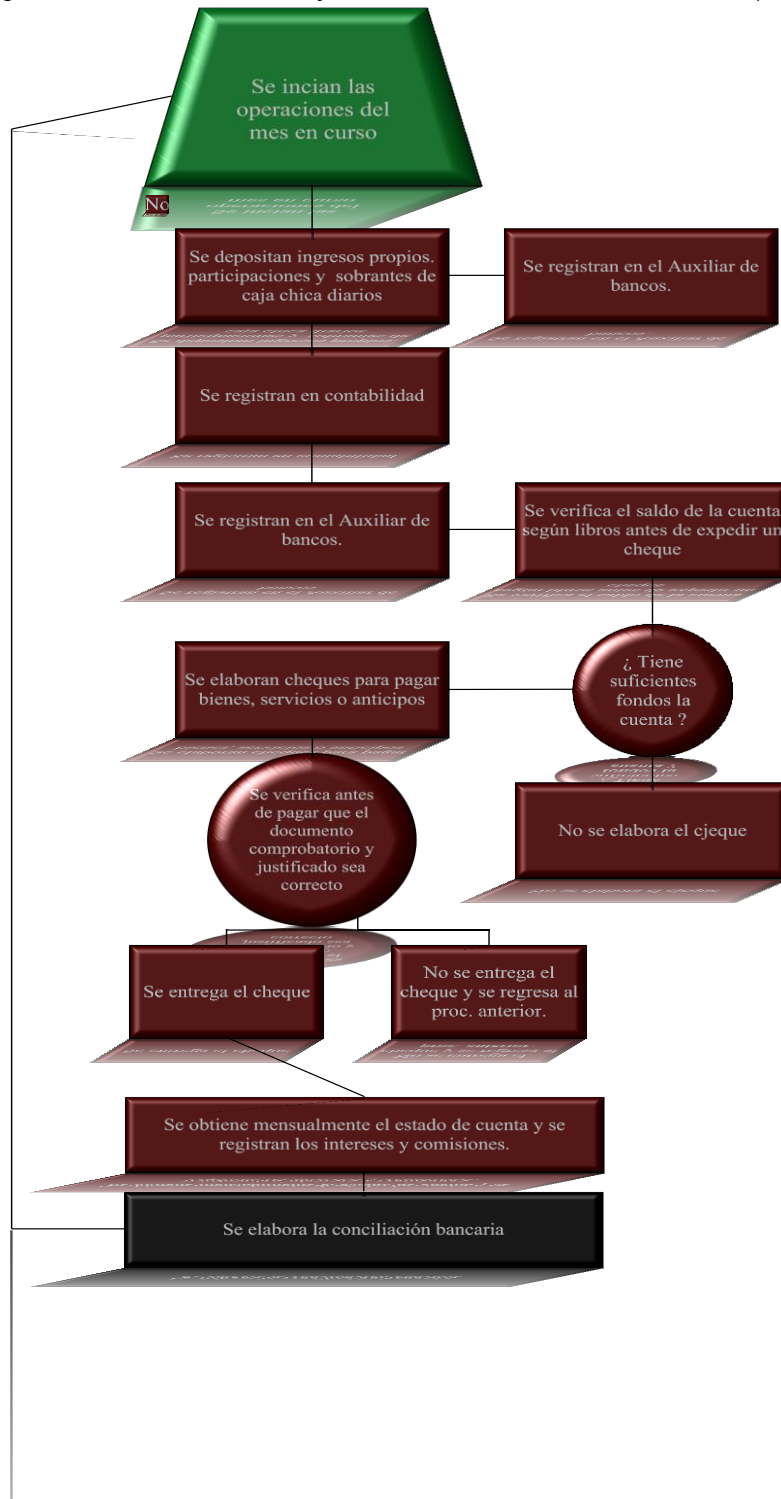 Se incian las
operaciones del
mes en curso
No
Se depositan ingresos propios.
participaciones y sobrantes de
caja chica diarios
Se registran en el Auxiliar de
bancos.
Se registran en contabilidad
Se registran en el Auxiliar de
bancos.
Se verifica el saldo de la cuenta
según libros antes de expedir un
cheque
¿ Tiene
suficientes
fondos la
cuenta ?
Se elaboran cheques para pagar
bienes, servicios o anticipos
No se elabora el cjeque
Se verifica antes
de pagar que el
documento
comprobatorio y
justificado sea
correcto
Se entrega el cheque
No se entrega el
cheque y se regresa al
proc. anterior.
Se obtiene mensualmente el estado de cuenta y se
registran los intereses y comisiones.
Se elabora la conciliación bancaria